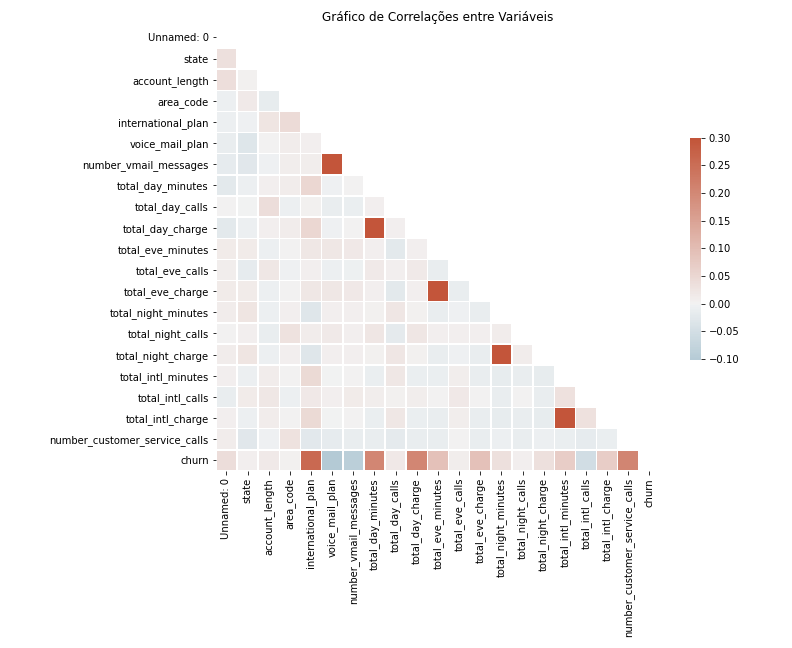 Gráfico de Correlações entre Variáveis
Unnamed: 0
state
account_length
area_code
international_plan
voice_mail_plan
number_vmail_messages
total_day_minutes
total_day_calls
total_day_charge
total_eve_minutes
total_eve_calls
total_eve_charge
total_night_minutes
total_night_calls
total_night_charge
total_intl_minutes
total_intl_calls
total_intl_charge
number_customer_service_calls
churn
Unnamed: 0
state
account_length
area_code
international_plan
voice_mail_plan
number_vmail_messages
total_day_minutes
total_day_calls
total_day_charge
total_eve_minutes
total_eve_calls
total_eve_charge
total_night_minutes
total_night_calls
total_night_charge
total_intl_minutes
total_intl_calls
total_intl_charge
number_customer_service_calls
churn
0.30
0.25
0.20
0.15
0.10
0.05
0.00
−0.05
−0.10